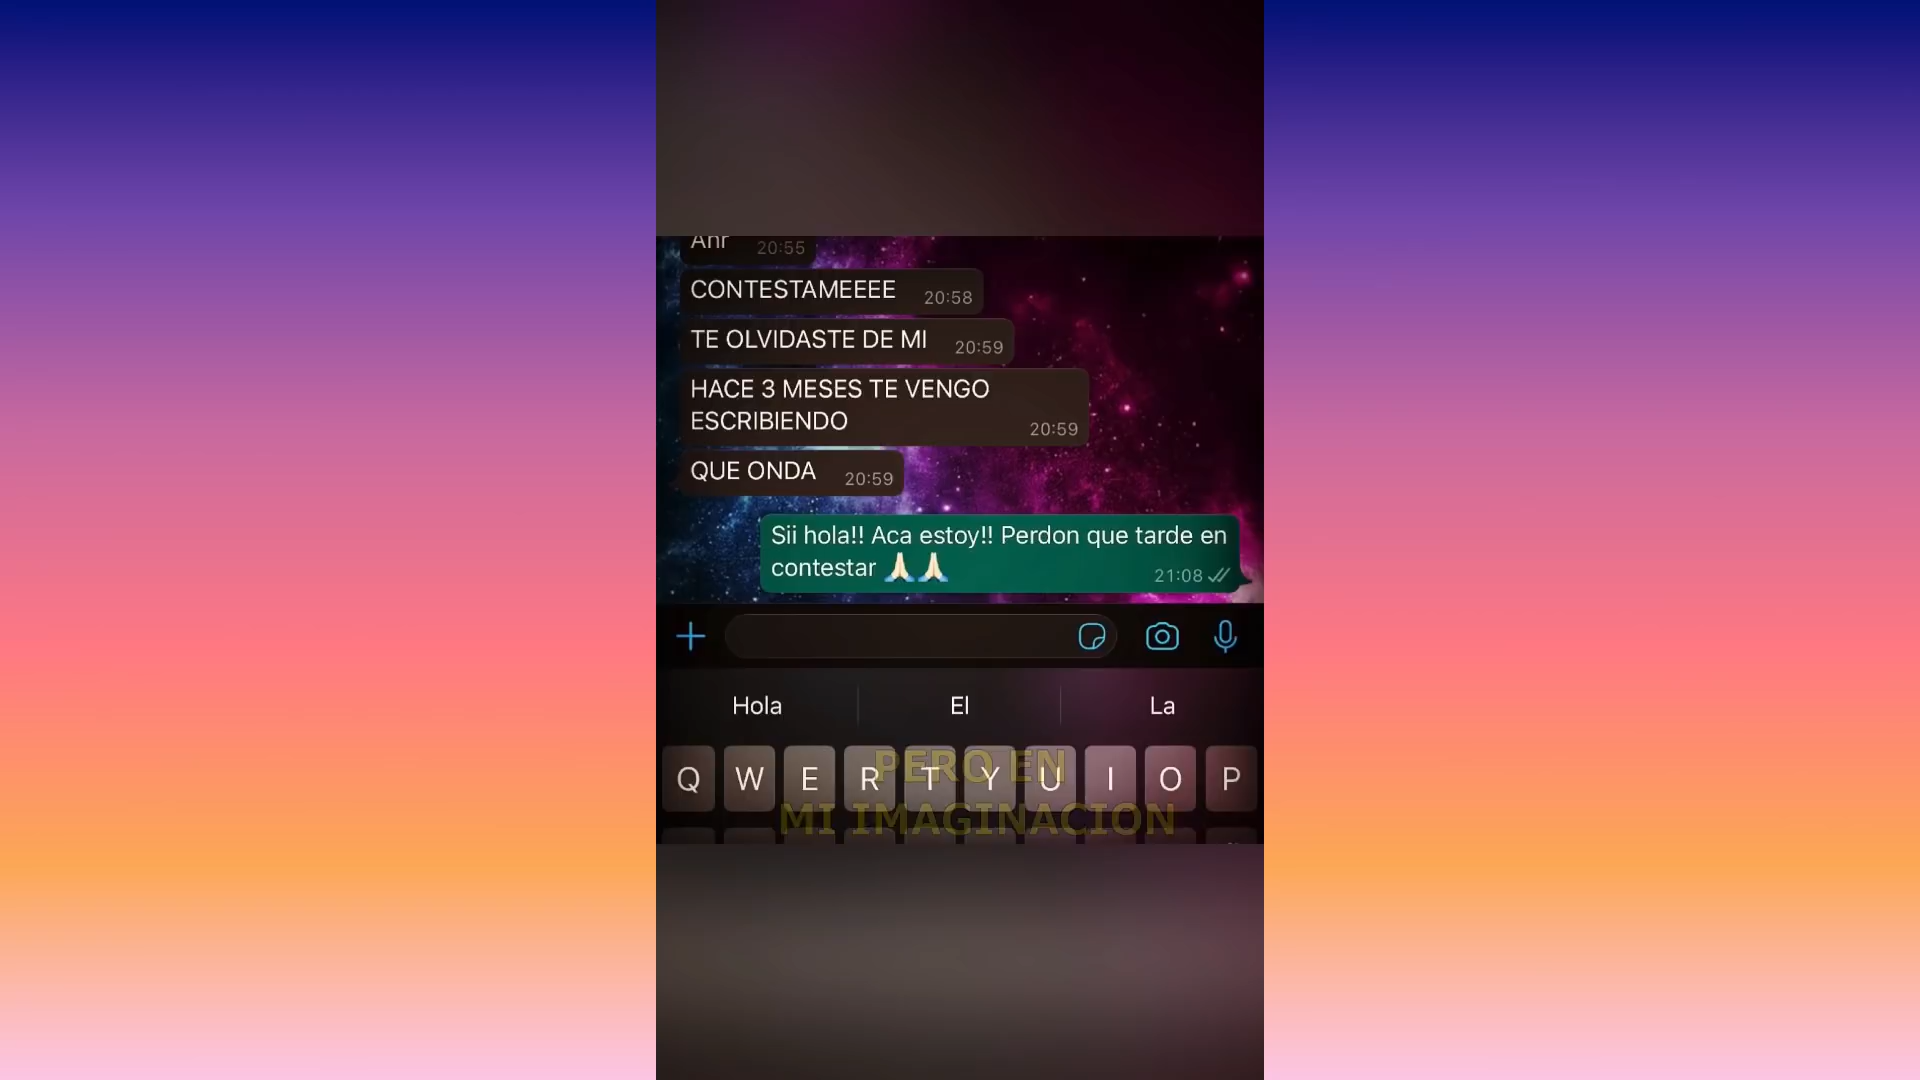 Ahr 20:55
CONTESTAMEEEE 20:58
TE OLVIDASTE DE MI 20:59
HACE 3 MESES TE VENGO
ESCRIBIENDO 20:59
QUE ONDA 20:59
Sii hola!! Aca estoy!! Perdon que tarde en
contestar 🙏🏻🙏🏻 21:08
Hola El La
Q W E R T Y U I O P
PERO EN
MI IMAGINACION